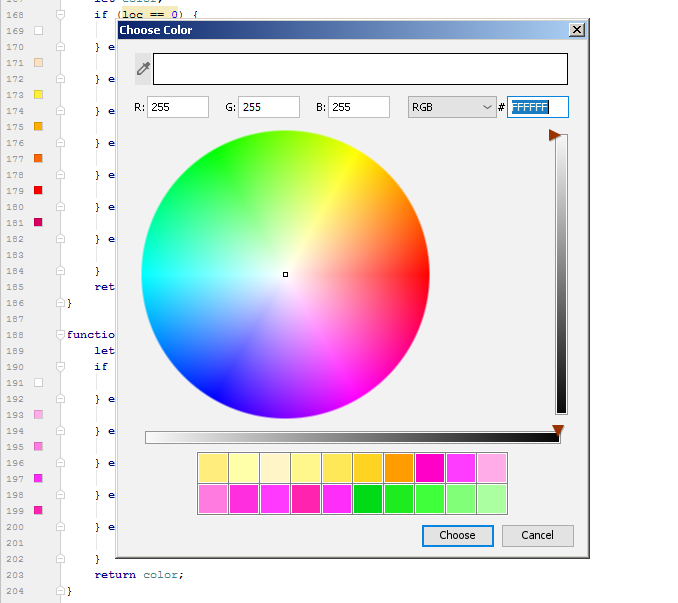 let color;
168 if (loc == 0) {
Choose Color
169
170 } e
171
172 } e
173
174 } e
175
176 } e
177
178 } e
179
180 } e
181
182 } e
183
184 }
185 ret
186 }
187
188 functio
189 let
190 if
191
192 } e
193
194 } e
195
196 } e
197
198 } e
199
200 } e
201
202 }
203 return color;
204 }
R: 255 G: 255 B: 255 RGB # FFFFFF
Choose Cancel